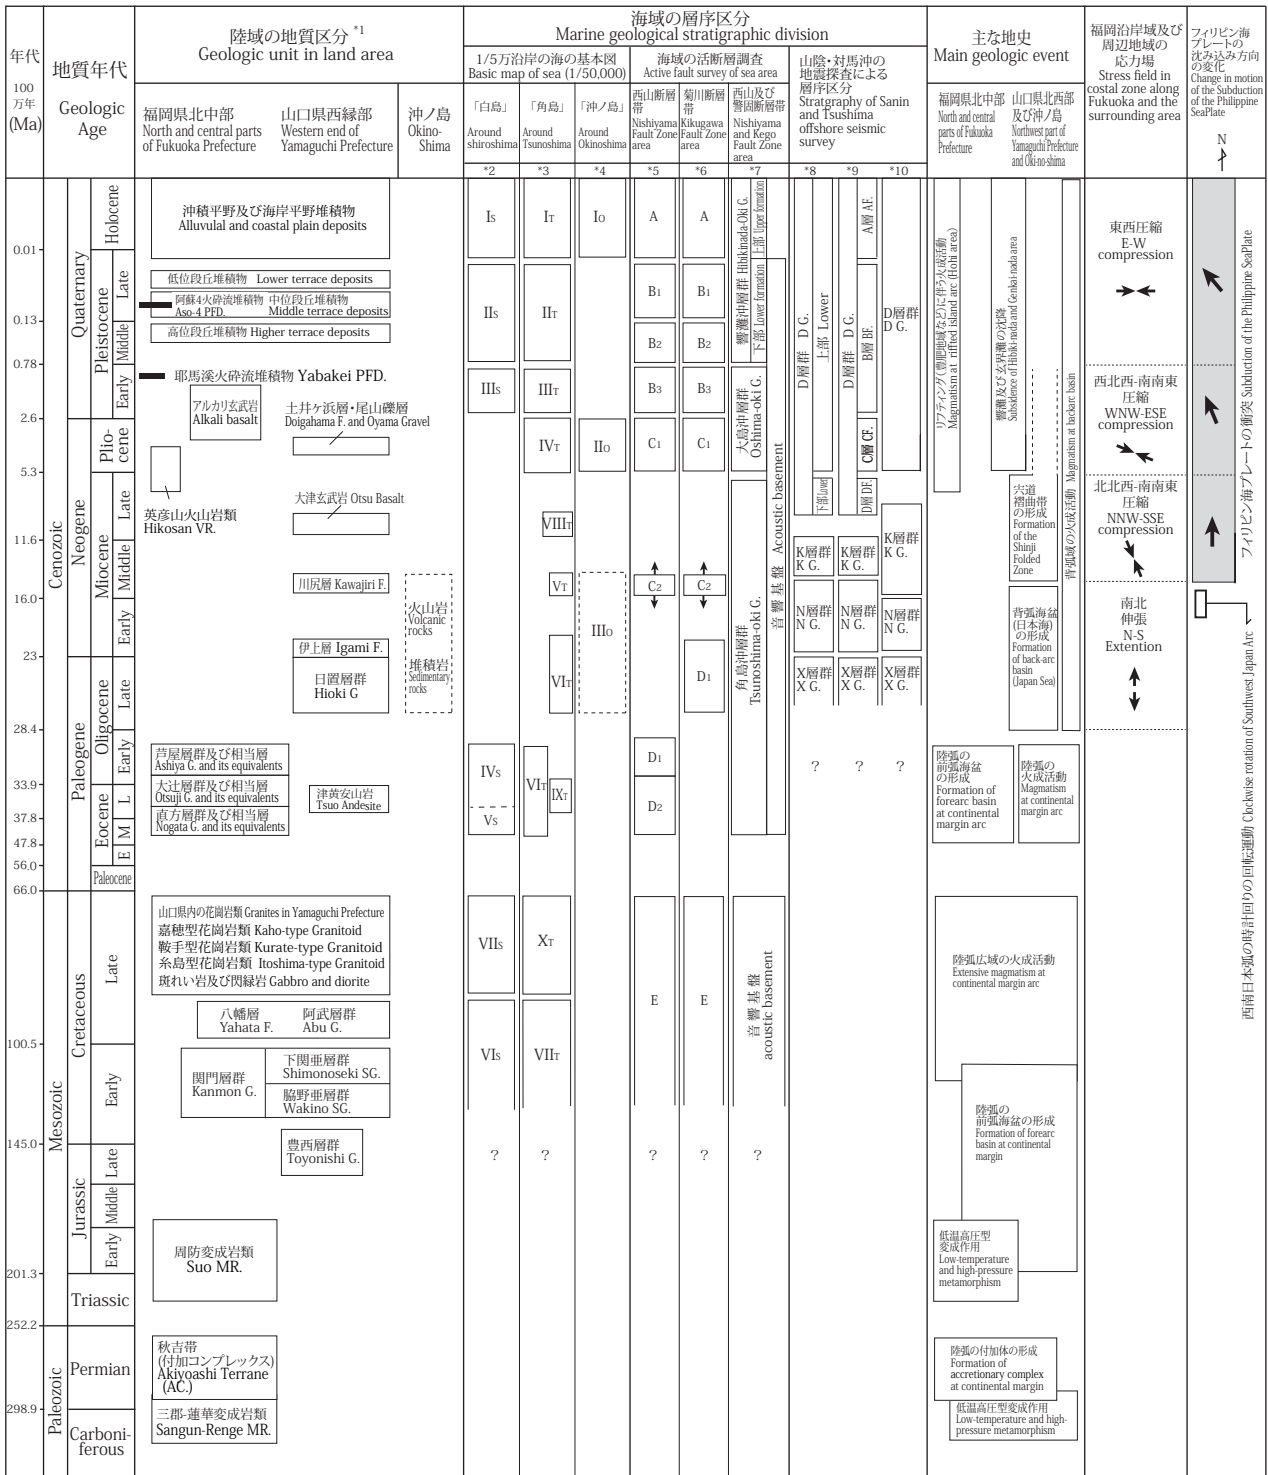 年代
100
万年
(Ma)
地質年代
Geologic
Age
陸域の地質区分 *1
Geologic unit in land area
福岡県北中部
North and central parts
of Fukuoka Prefecture
山口県西縁部
Western end of
Yamaguchi Prefecture
沖ノ島
Okino-
Shima
海域の層序区分
Marine geological stratigraphic division
1/5万沿岸の海の基本図
Basic map of sea (1/50,000)
「白島」
Around
shiroshima
*2
「角島」
Around
Tsunoshima
*3
「沖ノ島」
Around
Okinoshima
*4
海域の活断層調査
Active fault survey of sea area
西山断層
帯
Nishiyama
Fault Zone
area
*5
菊川断層
帯
Kikugawa
Fault Zone
area
*6
西山及び
警固断層帯
Nishiyama
and Kego
Fault Zone
area
*7
山陰・対馬沖の
地震探査による
層序区分
Stratgraphy of Sanin
and Tsushima
offshore seismic
survey
*8
*9
*10
主な地史
Main geologic event
福岡県北中部
North and central
parts of Fukuoka
Prefecture
山口県北西部
及び沖ノ島
Northwest part of
Yamaguchi Prefecture
and Oki-no-shima
福岡沿岸域及び
周辺地域の
応力場
Stress field in
costal zone along
Fukuoka and the
surrounding area
フィリピン海
プレートの
沈み込み方向
の変化
Change in motion
of the Subduction
of the Philippine
SeaPlate
N
0.01
0.13
0.78
2.6
5.3
11.6
16.0
23
28.4
33.9
37.8
47.8
56.0
66.0
100.5
145.0
201.3
252.2
298.9
Cenozoic
Mesozoic
Paleozoic
Quaternary
Neogene
Paleogene
Cretaceous
Jurassic
Triassic
Permian
Carboni-
ferous
Holocene
Pleistocene
Late
Middle
Early
Plio-
cene
Miocene
Late
Middle
Early
Oligocene
Late
Early
Eocene
L
M
E
Paleocene
Late
Early
Late
Middle
Early
沖積平野及び海岸平野堆積物
Alluvulal and coastal plain deposits
低位段丘堆積物 Lower terrace deposits
阿蘇4火砕流堆積物 中位段丘堆積物
Aso-4 PFD. Middle terrace deposits
高位段丘堆積物 Higher terrace deposits
耶馬溪火砕流堆積物 Yabakei PFD.
アルカリ玄武岩
Alkali basalt
土井ヶ浜層・尾山礫層
Doigahama F. and Oyama Gravel
英彦山火山岩類
Hikosan VR.
大津玄武岩 Otsu Basalt
川尻層 Kawajiri F.
伊上層 Igami F.
日置層群
Hioki G
火山岩
Volcanic
rocks
堆積岩
Sedimentary
rocks
芦屋層群及び相当層
Ashiya G. and its equivalents
大辻層群及び相当層
Otsuji G. and its equivalents
直方層群及び相当層
Nogata G. and its equivalents
津黄安山岩
Tsuo Andesite
山口県内の花崗岩類 Granites in Yamaguchi Prefecture
嘉穂型花崗岩類 Kaho-type Granitoid
鞍手型花崗岩類 Kurate-type Granitoid
糸島型花崗岩類 Itoshima-type Granitoid
斑れい岩及び閃緑岩 Gabbro and diorite
八幡層
Yahata F.
阿武層群
Abu G.
関門層群
Kanmon G.
下関亜層群
Shimonoseki SG.
脇野亜層群
Wakino SG.
豊西層群
Toyonishi G.
周防変成岩類
Suo MR.
秋吉帯
(付加コンプレックス)
Akiyoshi Terrane
(AC.)
三郡-蓮華変成岩類
Sangun-Renge MR.
IS
IIS
IIIS
IVS
VS
VIIS
VIS
?
IT
IIT
IIIT
IVT
VIIIT
VT
VIT
VIT
IXT
XT
VIIT
?
IO
IIO
IIIO
A
B1
B2
B3
C1
C2
D1
D2
E
?
A
B1
B2
B3
C1
C2
D1
E
?
響灘沖層群 Hibikinada-Oki G.
上部 Upper formation
下部 Lower formation
大島沖層群
Oshima-oki G.
角島沖層群
Tsunoshima-oki G.
音響基盤 Acoustic basement
音響基盤
acoustic basement
?
D層群 D G.
上部 Lower
下部 Lower
K層群
K G.
N層群
N G.
X層群
X G.
?
D層群 D G.
A層 AF.
B層 BF.
C層 CF.
D層 DF.
K層群
K G.
N層群
N G.
X層群
X G.
?
D層群
D G.
K層群
K G.
N層群
N G.
X層群
X G.
?
リフティング(豊肥地域など)に伴う火成活動
Magmatism at rifted island arc (Hohi area)
響灘及び玄界灘の沈降
Subsidence of Hibiki-nada and Genkai-nada area
背弧域の火成活動 Magmatism at backarc basin
宍道
褶曲帯
の形成
Formation
of the
Shinji
Folded
Zone
背弧海盆
(日本海)
の形成
Formation
of back-arc
basin
(Japan Sea)
陸弧の
前弧海盆
の形成
Formation of
forearc basin
at continental
margin arc
陸弧の
火成活動
Magmatism
at continental
margin arc
陸弧広域の火成活動
Extensive magmatism at
continental margin arc
陸弧の
前弧海盆の形成
Formation of forearc
basin at continental
margin
低温高圧型
変成作用
Low-temperature
and high-pressure
metamorphism
陸弧の付加体の形成
Formation of
accretionary complex
at continental margin
低温高圧型変成作用
Low-temperature and high-
pressure metamorphism
東西圧縮
E-W
compression
西北西-南南東
圧縮
WNW-ESE
compression
北北西-南南東
圧縮
NNW-SSE
compression
南北
伸張
N-S
Extention
フィリピン海プレートの衝突 Subduction of the Philippine SeaPlate
西南日本弧の時計回りの回転運動 Clockwise rotation of Southwest Japan Arc